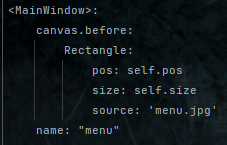 <MainWindow>:
    canvas.before:
        Rectangle:
            pos: self.pos
            size: self.size
            source: 'menu.jpg'
    name: "menu"